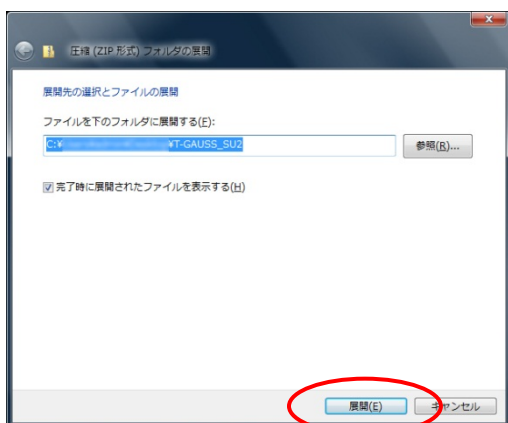 圧縮 (ZIP 形式) フォルダの展開
展開先の選択とファイルの展開
ファイルを下のフォルダに展開する(F):
C:¥ ¥T-GAUSS_SU2
参照(R)...
完了時に展開されたファイルを表示する(H)
展開(E)
キャンセル